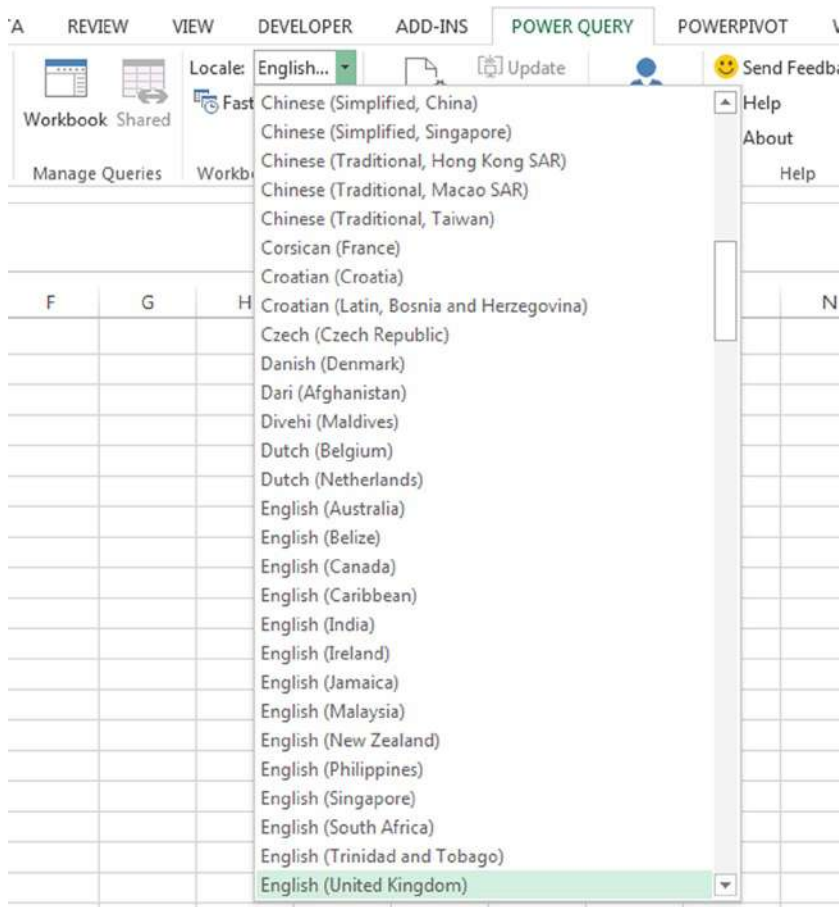 TA REVIEW VIEW DEVELOPER ADD-INS POWER QUERY POWERPIVOT
Locale: English... Update Send Feedba
Workbook Shared Fast Help
About
Manage Queries Workb Help
Chinese (Simplified, China)
Chinese (Simplified, Singapore)
Chinese (Traditional, Hong Kong SAR)
Chinese (Traditional, Macao SAR)
Chinese (Traditional, Taiwan)
Corsican (France)
Croatian (Croatia)
F G H N
Croatian (Latin, Bosnia and Herzegovina)
Czech (Czech Republic)
Danish (Denmark)
Dari (Afghanistan)
Divehi (Maldives)
Dutch (Belgium)
Dutch (Netherlands)
English (Australia)
English (Belize)
English (Canada)
English (Caribbean)
English (India)
English (Ireland)
English (Jamaica)
English (Malaysia)
English (New Zealand)
English (Philippines)
English (Singapore)
English (South Africa)
English (Trinidad and Tobago)
English (United Kingdom)